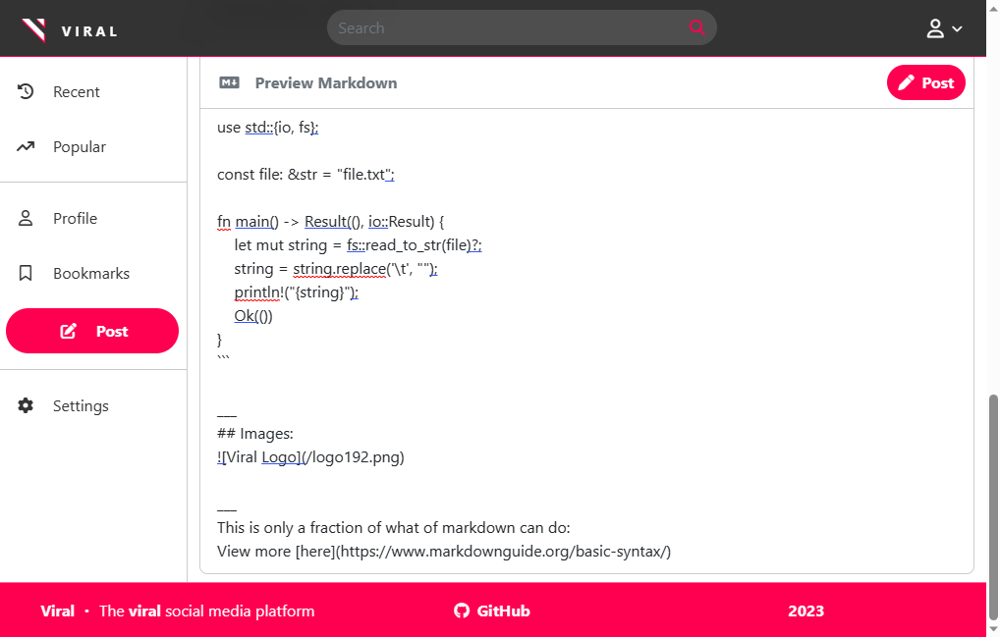 VIRAL
Search
Recent
Popular
Profile
Bookmarks
Post
Settings
Preview Markdown
Post
use std::{io, fs};
const file: &str = "file.txt";
fn main() -> Result((), io::Result) {
let mut string = fs::read_to_str(file)?;
string = string.replace('\t', "");
println!("{string}");
Ok(())
}
```
___
## Images:
![Viral Logo](/logo192.png)
___
This is only a fraction of what of markdown can do:
View more [here](https://www.markdownguide.org/basic-syntax/)
Viral · The viral social media platform
GitHub
2023